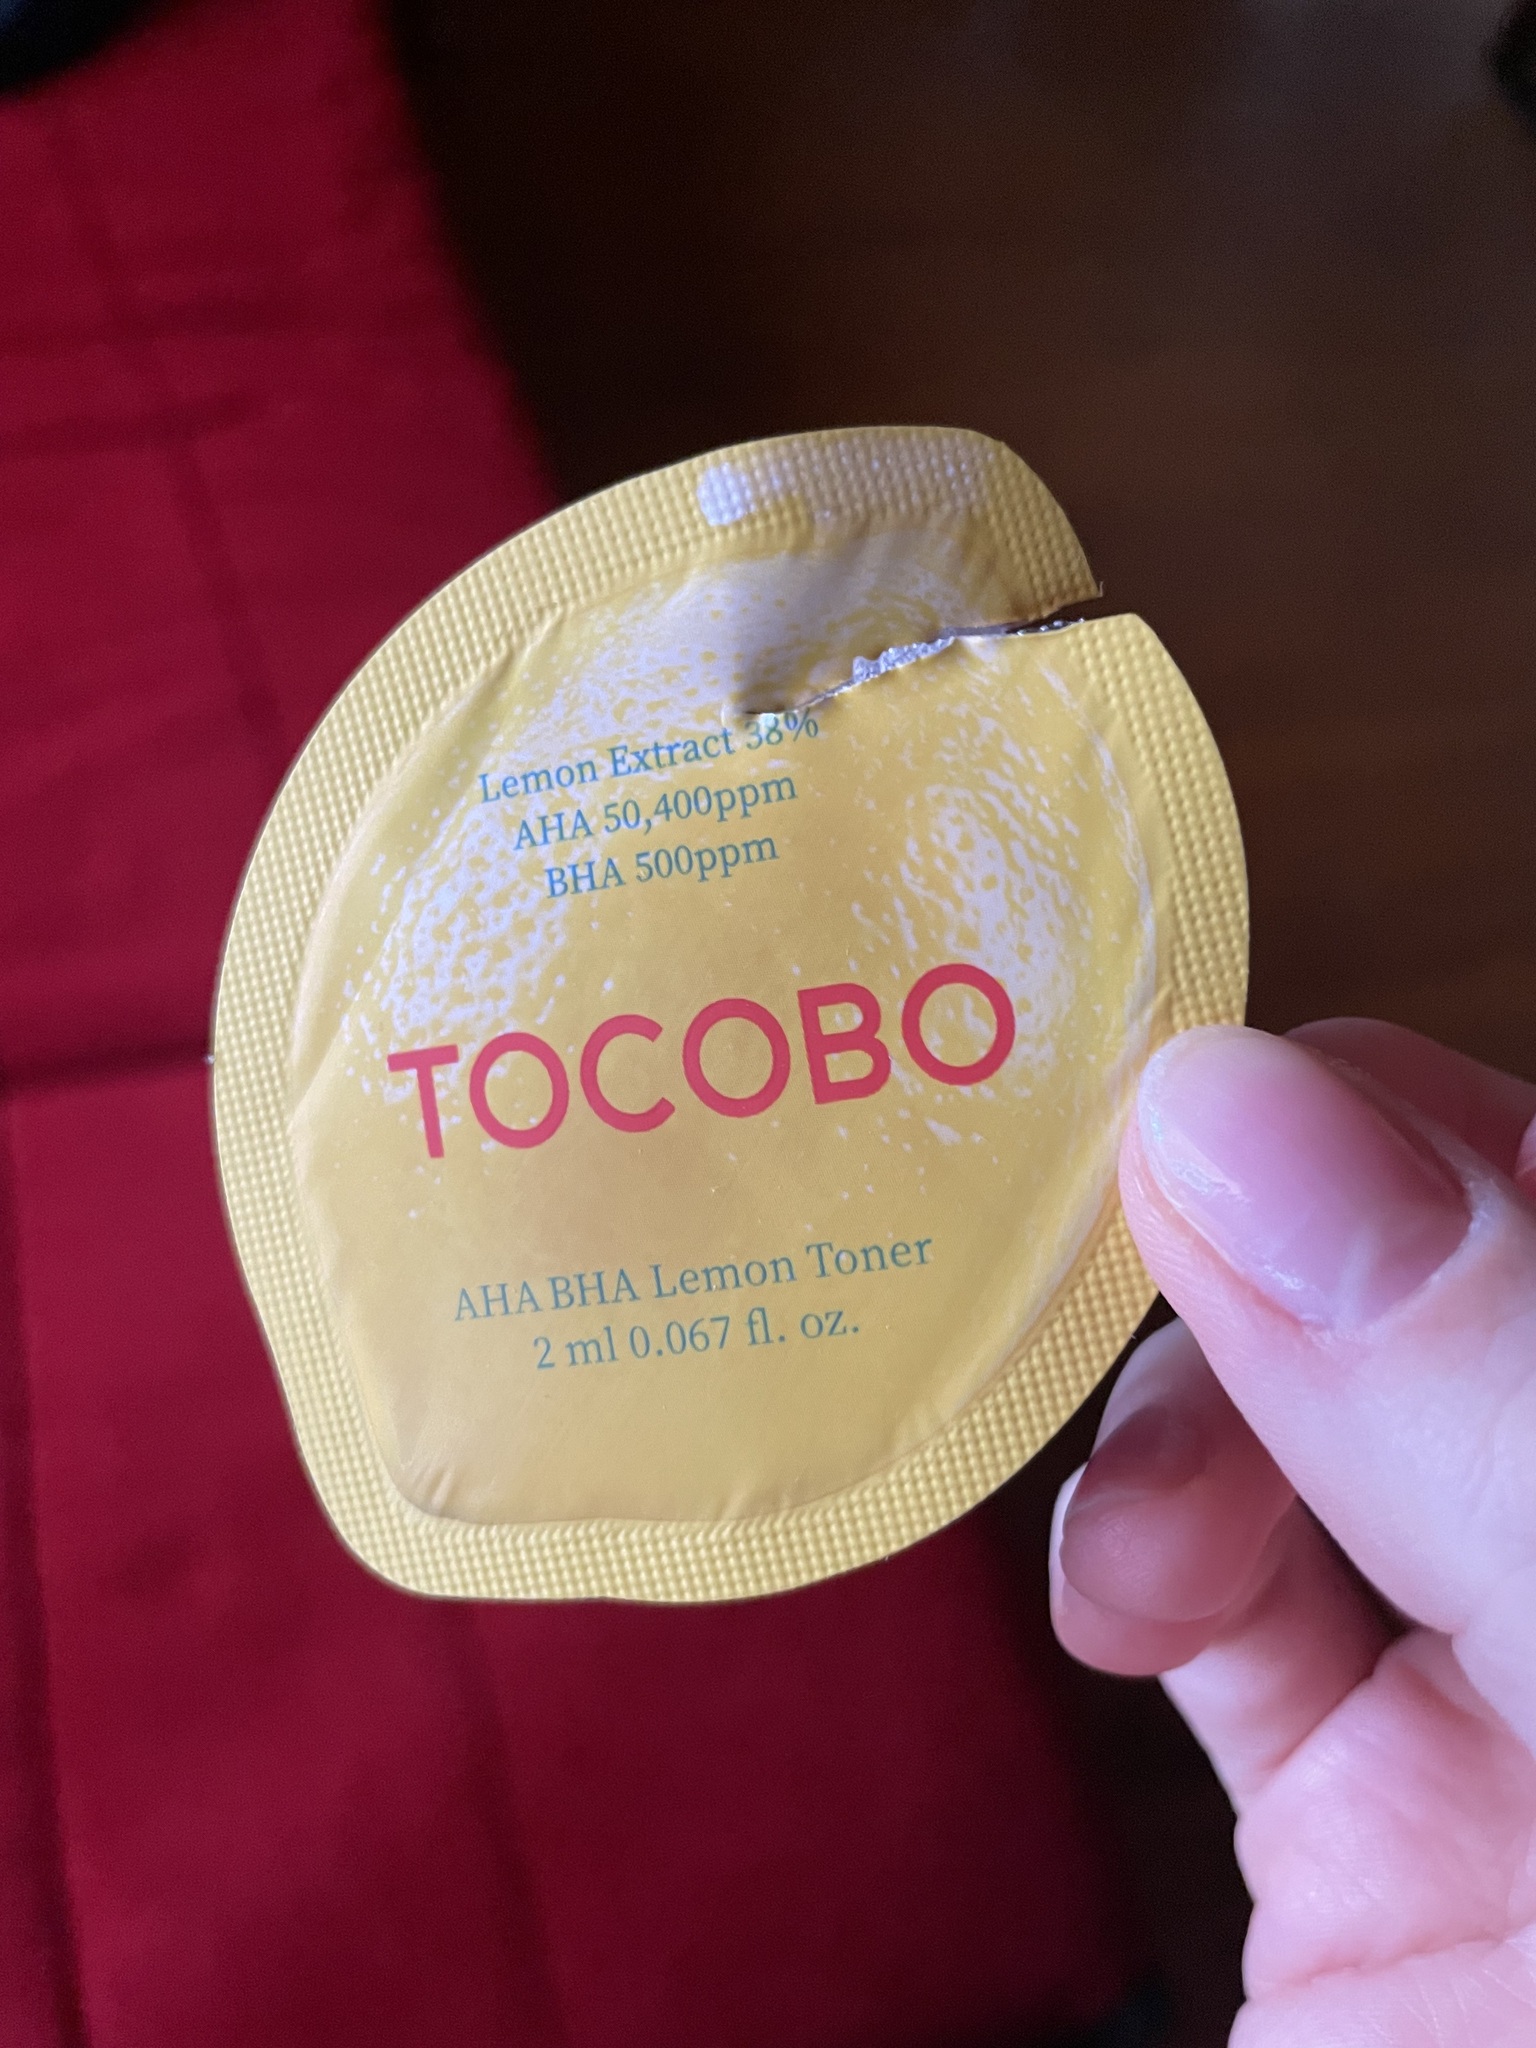 Lemon Extract 38%
AHA 50,400ppm
BHA 500ppm
TOCOBO
AHA BHA Lemon Toner
2 ml 0.067 fl. oz.